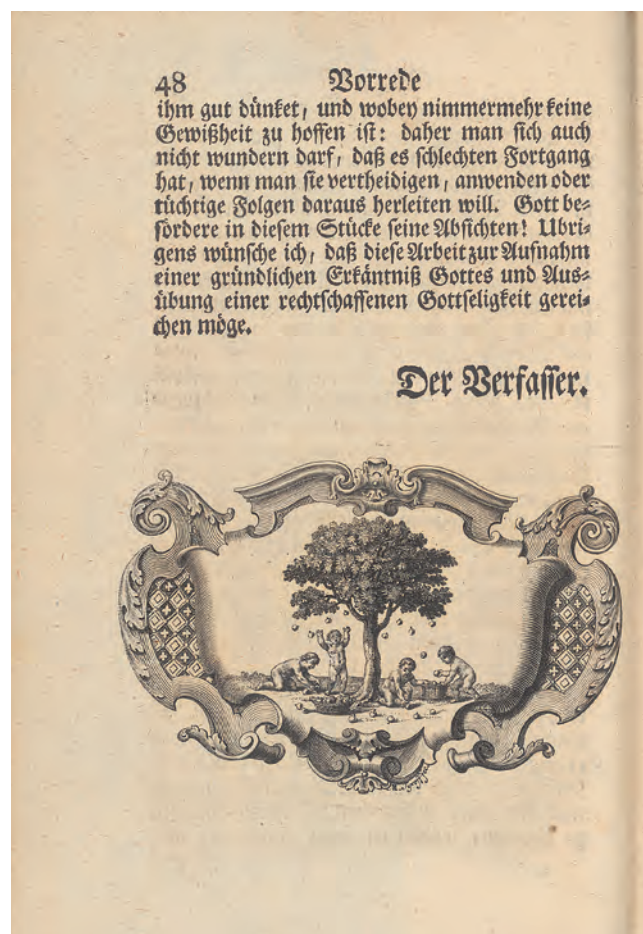 48 Vorrede
ihm gut dünket, und wobey nimmermehr keine
Gewißheit zu hoffen ist: daher man sich auch
nicht wundern darf, daß es schlechten Fortgang
hat, wenn man sie vertheidigen, anwenden oder
tüchtige Folgen daraus herleiten will. Gott be-
fördere in diesem Stücke seine Absichten! Ubri-
gens wünsche ich, daß diese Arbeit zur Aufnahm
einer gründlichen Erkäntniß Gottes und Aus-
übung einer rechtschaffenen Gottseligkeit gerei-
chen möge.
Der Verfasser.